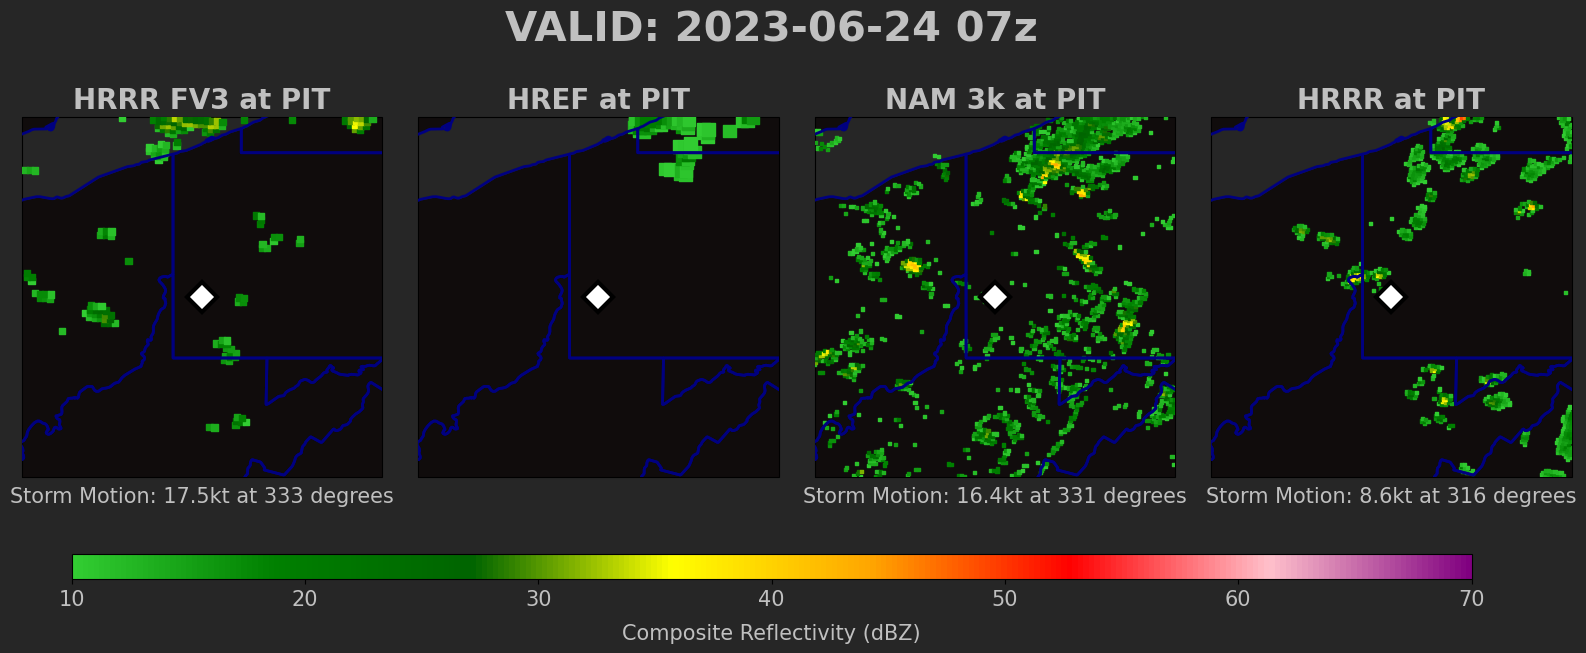 VALID: 2023-06-24 07z
HRRR FV3 at PIT
HREF at PIT
NAM 3k at PIT
HRRR at PIT
Storm Motion: 17.5kt at 333 degrees
Storm Motion: 16.4kt at 331 degrees
Storm Motion: 8.6kt at 316 degrees
10 20 30 40 50 60 70
Composite Reflectivity (dBZ)